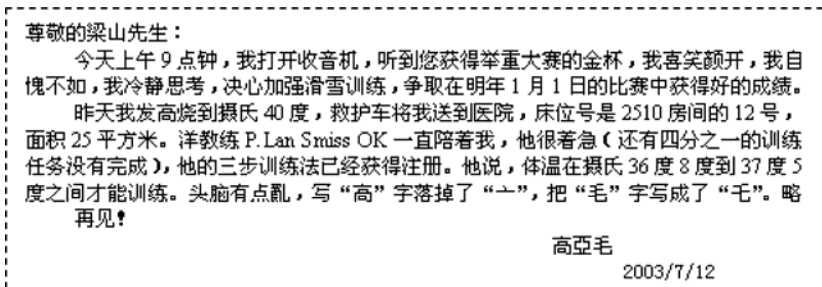 尊敬的梁山先生：
今天上午9点钟，我打开收音机，听到您获得举重大赛的金杯，我喜笑颜开，我自
愧不如，我冷静思考，决心加强滑雪训练，争取在明年1月1日的比赛中获得好的成绩。
昨天我发高烧到摄氏40度，救护车将我送到医院，床位号是2510房间的12号，
面积25平方米。洋教练P.Lan Smiss OK一直陪着我，他很着急（还有四分之一的训练
任务没有完成），他的三步训练法已经获得注册。他说，体温在摄氏36度8度到37度5
度之间才能训练。头脑有点亂，写“高”字落掉了“亠”，把“毛”字写成了“乇”。略
再见！
高亞毛
2003/7/12